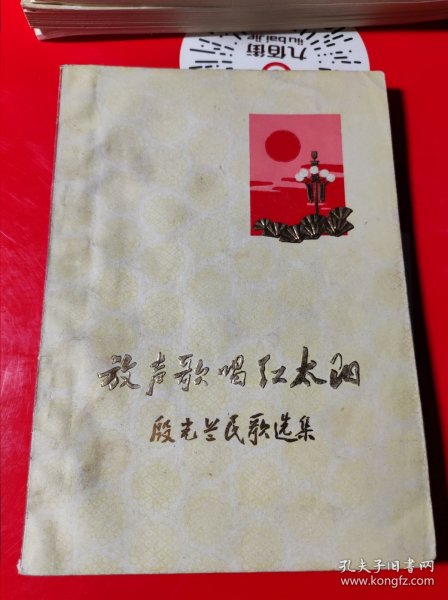 九佰街
jiu bai jie
放声歌唱红太阳
殷光兰民歌选集
孔夫子旧书网
www.kongfz.com